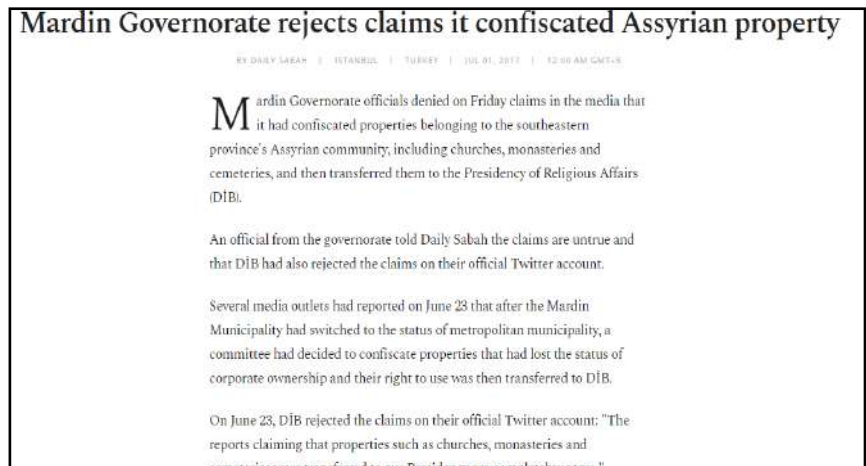 Mardin Governorate rejects claims it confiscated Assyrian property
BY DAILY SABAH | ISTANBUL | TURKEY | JUL 01, 2017 | 12:00 AM GMT+3
Mardin Governorate officials denied on Friday claims in the media that
it had confiscated properties belonging to the southeastern
province's Assyrian community, including churches, monasteries and
cemeteries, and then transferred them to the Presidency of Religious Affairs
(DİB).
An official from the governorate told Daily Sabah the claims are untrue and
that DİB had also rejected the claims on their official Twitter account.
Several media outlets had reported on June 23 that after the Mardin
Municipality had switched to the status of metropolitan municipality, a
committee had decided to confiscate properties that had lost the status of
corporate ownership and their right to use was then transferred to DİB.
On June 23, DİB rejected the claims on their official Twitter account: "The
reports claiming that properties such as churches, monasteries and